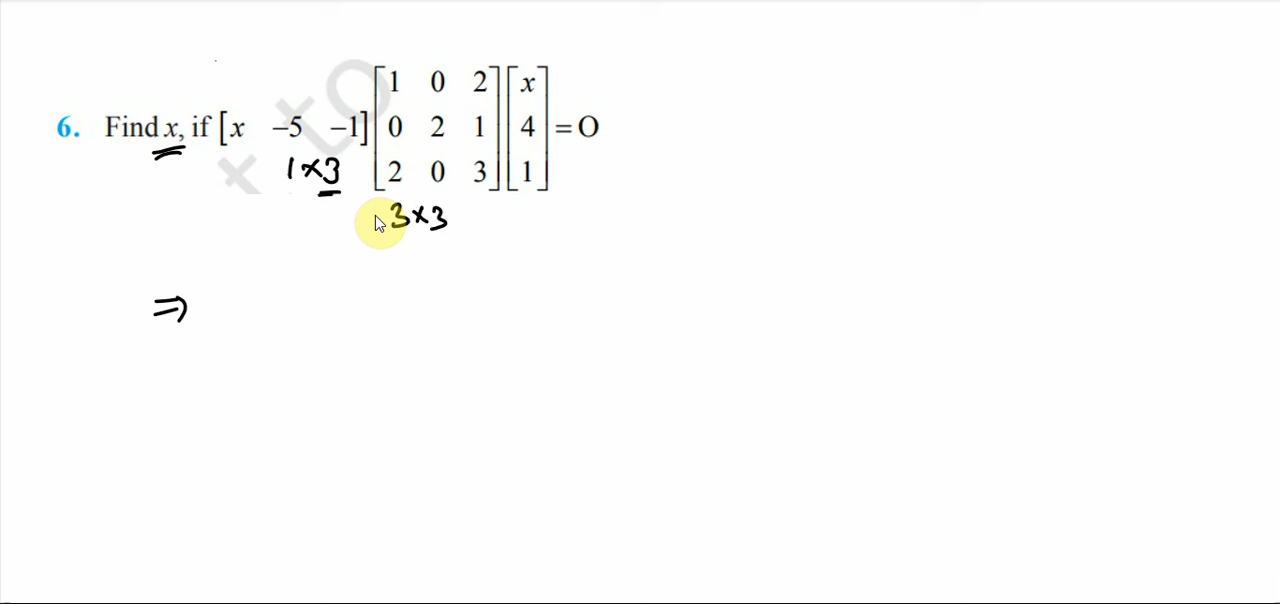 6. Find x, if [x −5 −1] [1 0 2 [x
0 2 1 4 = O
2 0 3] 1]
1×3
3×3
⇒
t to